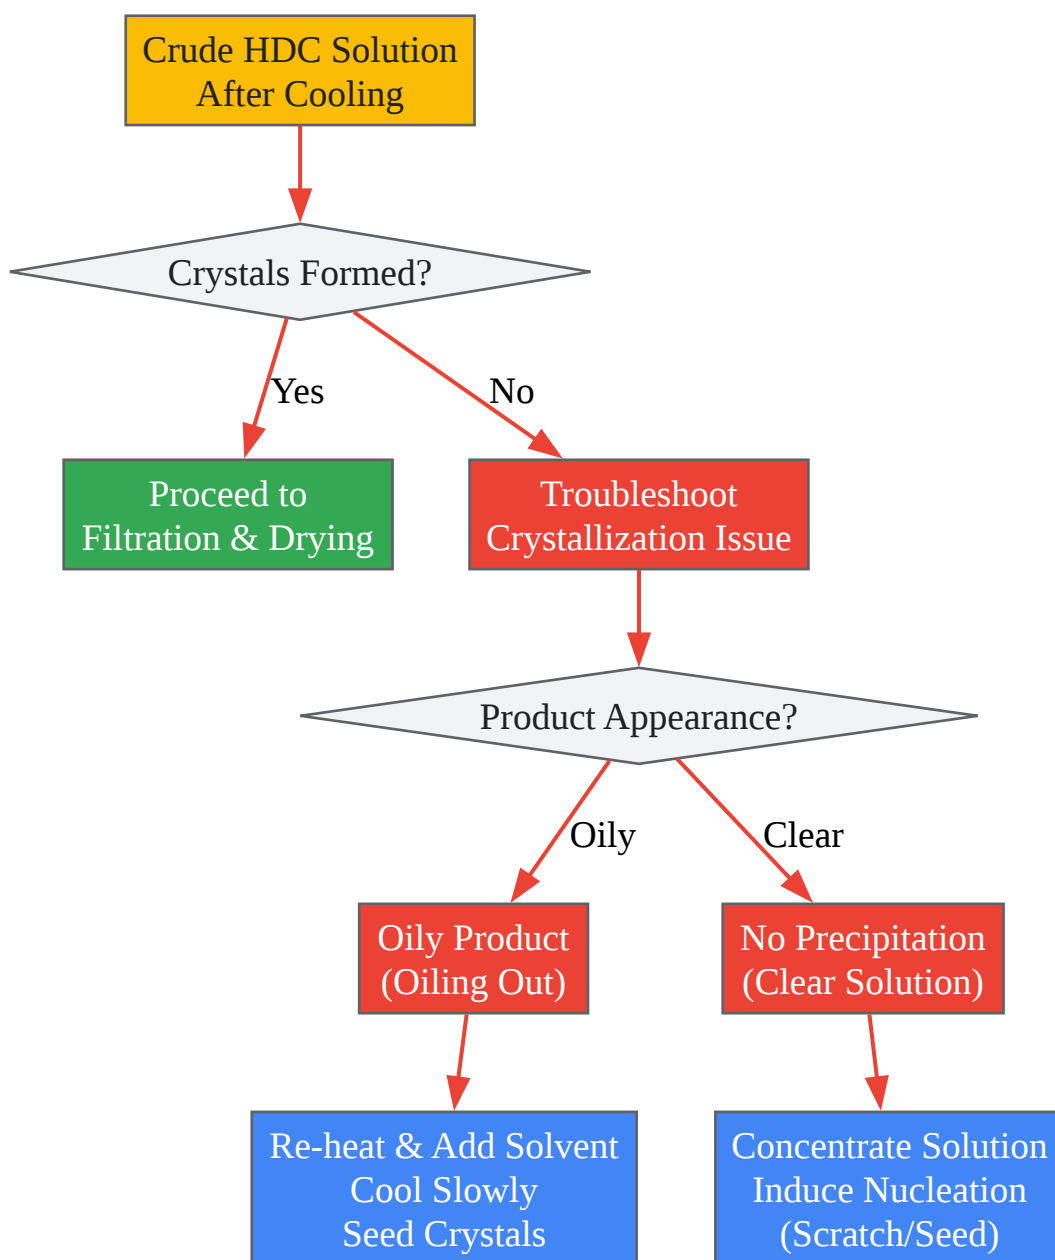 Crude HDC Solution
After Cooling
Crystals Formed?
Yes
No
Proceed to
Filtration & Drying
Troubleshoot
Crystallization Issue
Product Appearance?
Oily
Clear
Oily Product
(Oiling Out)
No Precipitation
(Clear Solution)
Re-heat & Add Solvent
Cool Slowly
Seed Crystals
Concentrate Solution
Induce Nucleation
(Scratch/Seed)